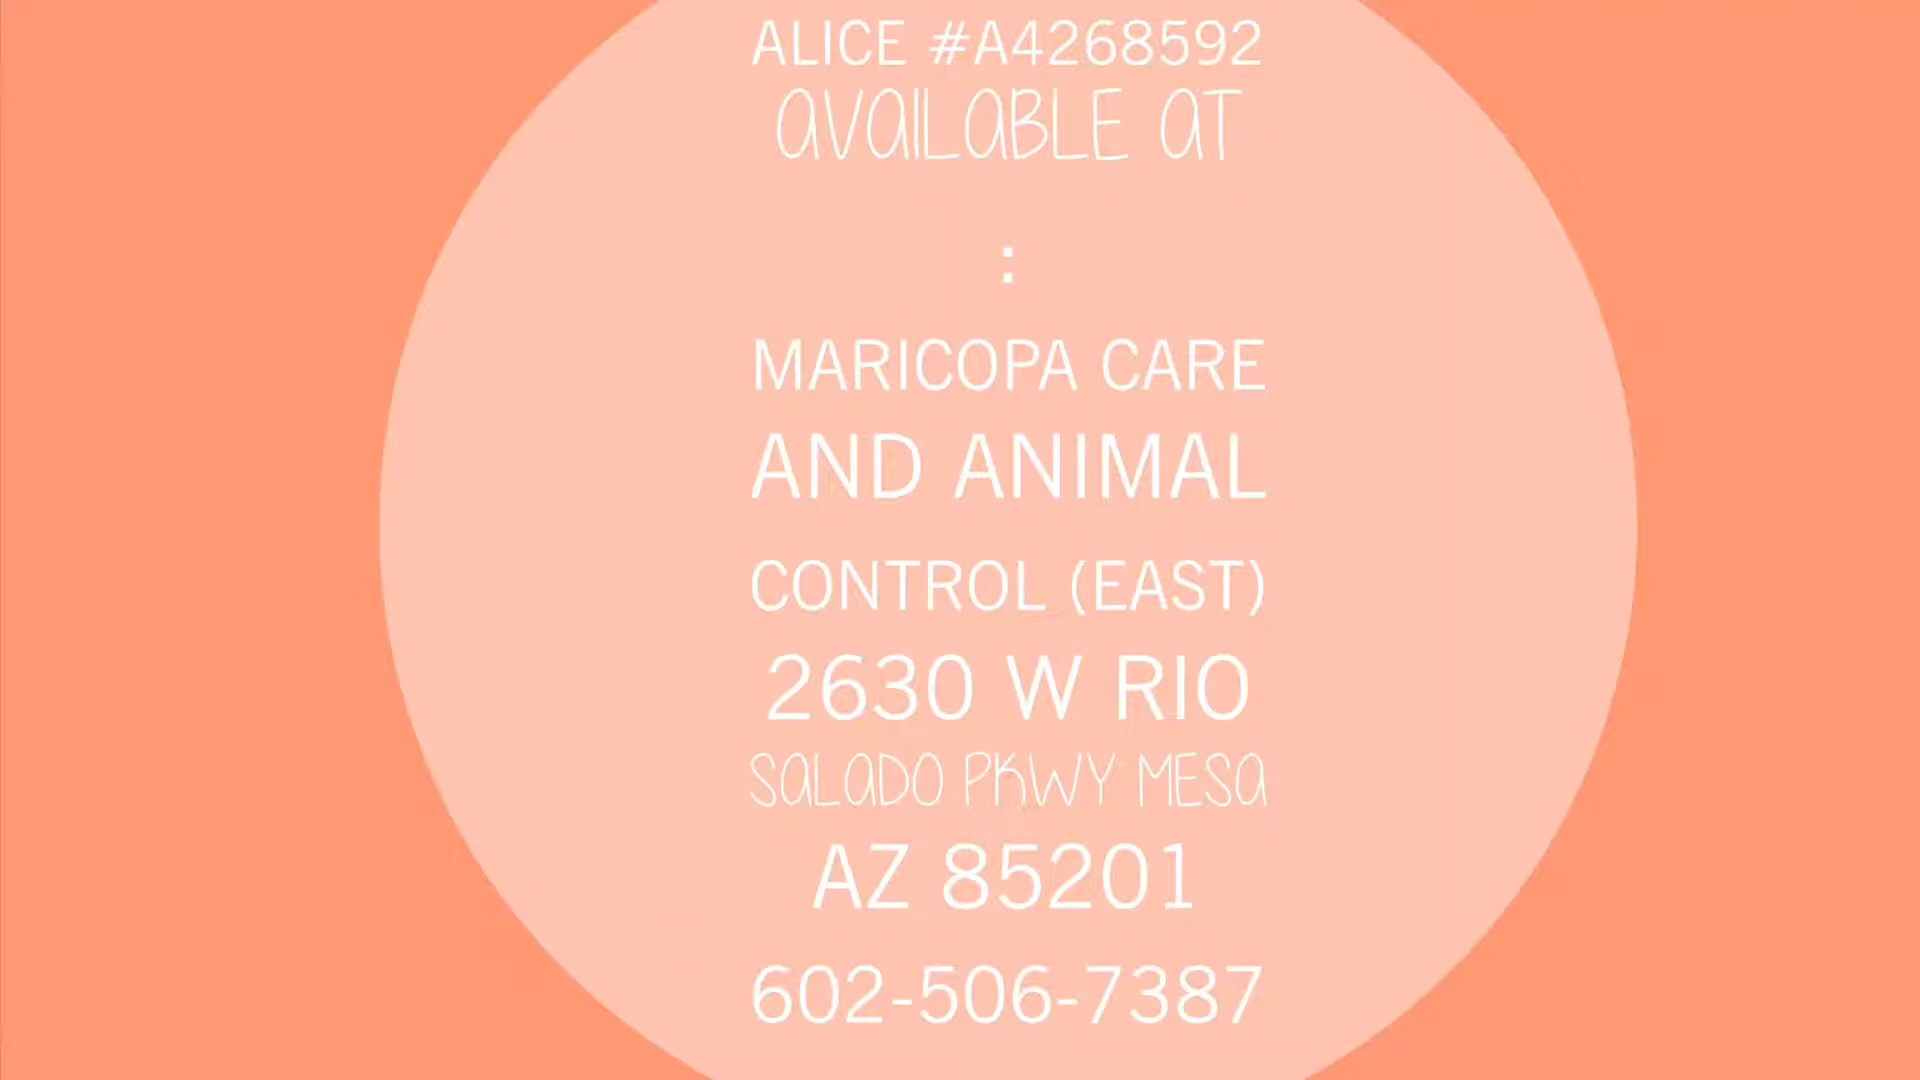 ALICE #A4268592
AVAILABLE AT
:
MARICOPA CARE
AND ANIMAL
CONTROL (EAST)
2630 W RIO
SALADO PKWY MESA
AZ 85201
602-506-7387